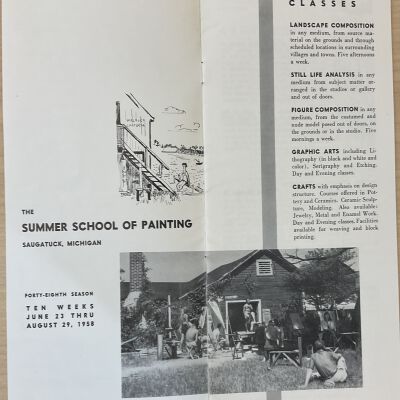 THE
SUMMER SCHOOL OF PAINTING
SAUGATUCK, MICHIGAN
FORTY-EIGHTH SEASON
TEN WEEKS
JUNE 23 THRU
AUGUST 29, 1958
CLASSES
LANDSCAPE COMPOSITION
in any medium, from source ma-
terial on the grounds and through
scheduled locations in surrounding
villages and towns. Five afternoons
a week.
STILL LIFE ANALYSIS in any
medium from subject matter ar-
ranged in the studios or gallery
and out of doors.
FIGURE COMPOSITION in any
medium, from the costumed and
nude model posed out of doors, on
the grounds or in the studio. Five
mornings a week.
GRAPHIC ARTS including Li-
thography (in black and white and
color), Serigraphy and Etching.
Day and Evening classes.
CRAFTS with emphasis on design
structure. Courses offered in Pot-
tery and Ceramics. Ceramic Sculp-
ture, Modeling. Also available:
Jewelry, Metal and Enamel Work.
Day and Evening classes. Facilities
available for weaving and block
printing.